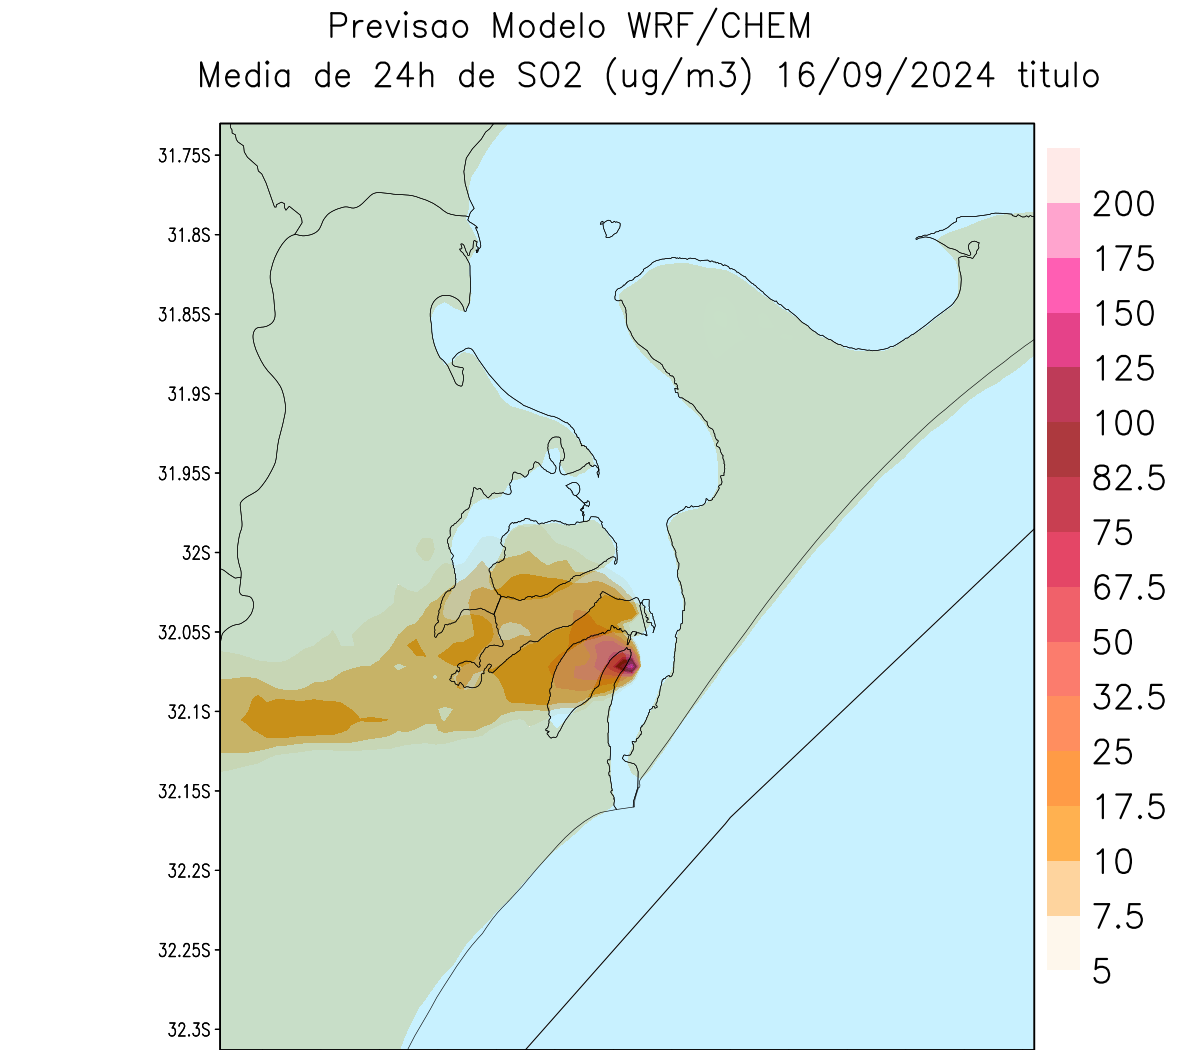 Previsao Modelo WRF/CHEM
Media de 24h de SO2 (ug/m3) 16/09/2024 titulo
31.75S
31.8S
31.85S
31.9S
31.95S
32S
32.05S
32.1S
32.15S
32.2S
32.25S
32.3S
200
175
150
125
100
82.5
75
67.5
50
32.5
25
17.5
10
7.5
5